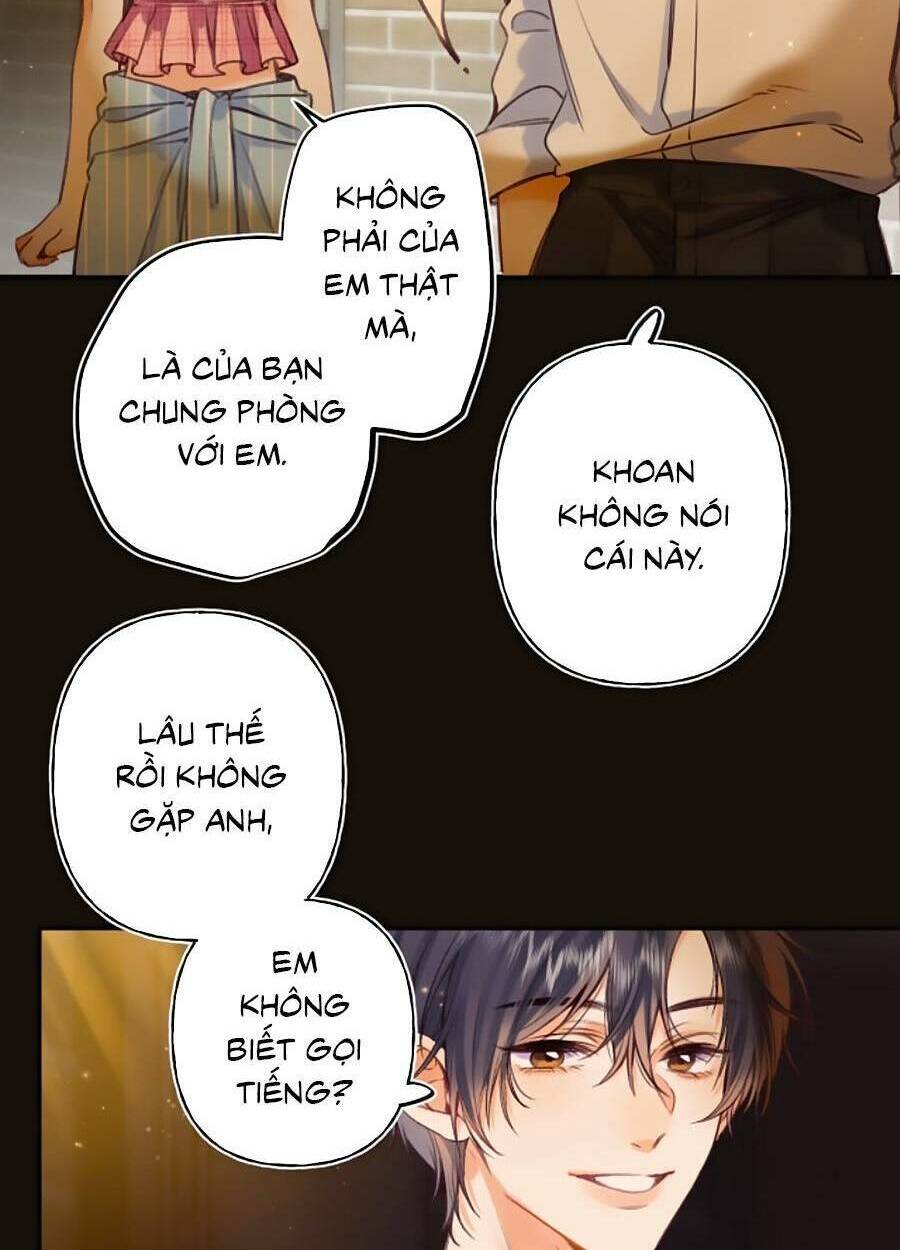 KHÔNG
PHẢI CỦA
EM THẬT
MÀ,
LÀ CỦA BẠN
CHUNG PHÒNG
VỚI EM.
KHOAN
KHÔNG NÓI
CÁI NÀY.
LÂU THẾ
RỒI KHÔNG
GẶP ANH,
EM
KHÔNG
BIẾT GỌI
TIẾNG?